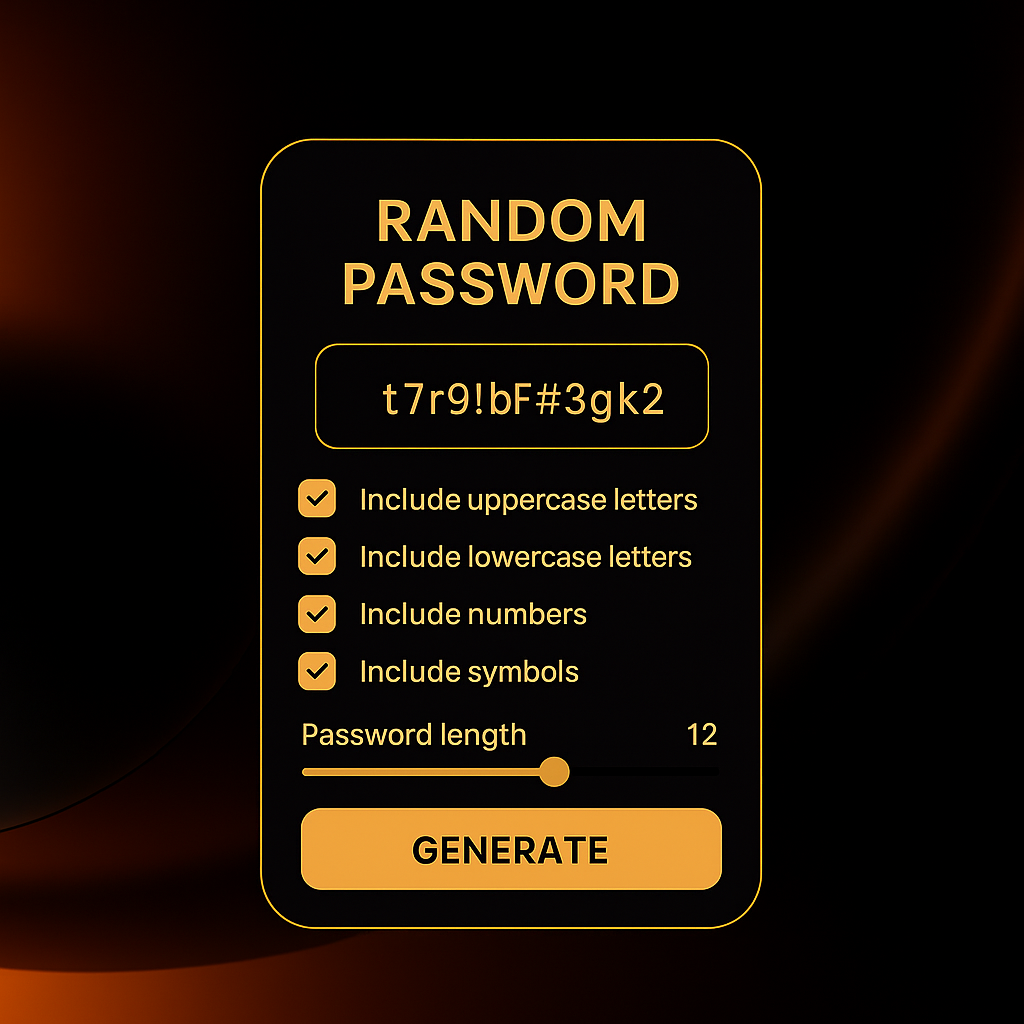 RANDOM
PASSWORD
t7r9!bF#3gk2
Include uppercase letters
Include lowercase letters
Include numbers
Include symbols
Password length 12
GENERATE